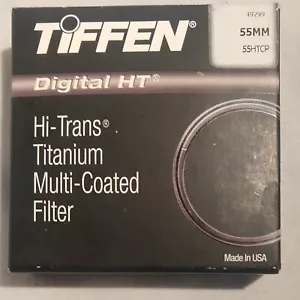 TIFFEN
49299
55MM
55HTCP
Digital HT®
Hi-Trans®
Titanium
Multi-Coated
Filter
Made in USA